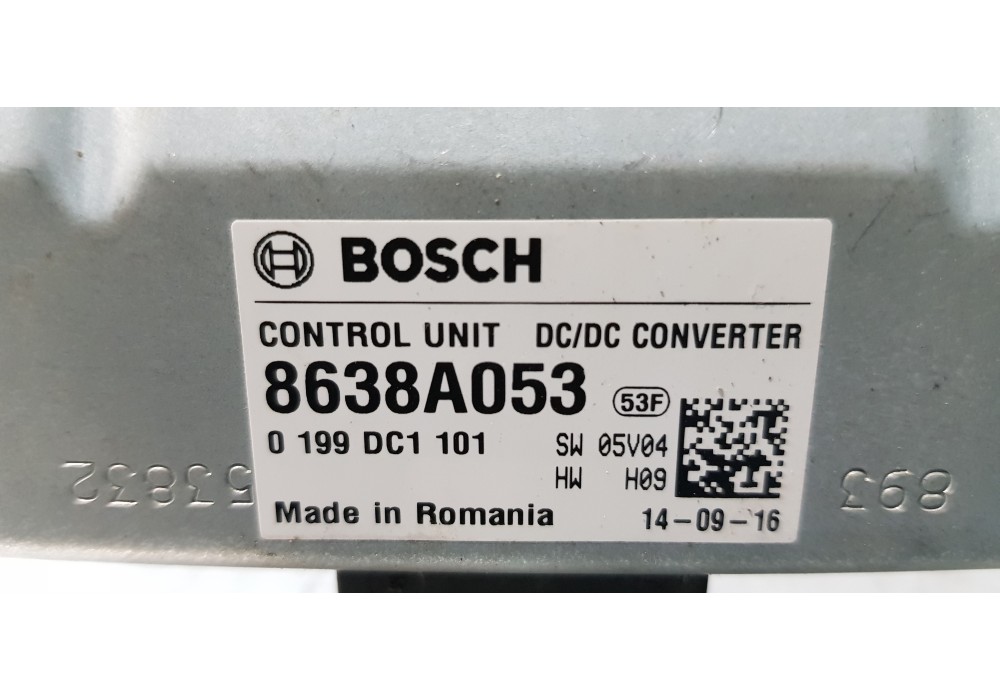 BOSCH
CONTROL UNIT DC/DC CONVERTER
8638A053 53F
0 199 DC1 101 SW 05V04
HW H09
Made in Romania 14-09-16
53832
893